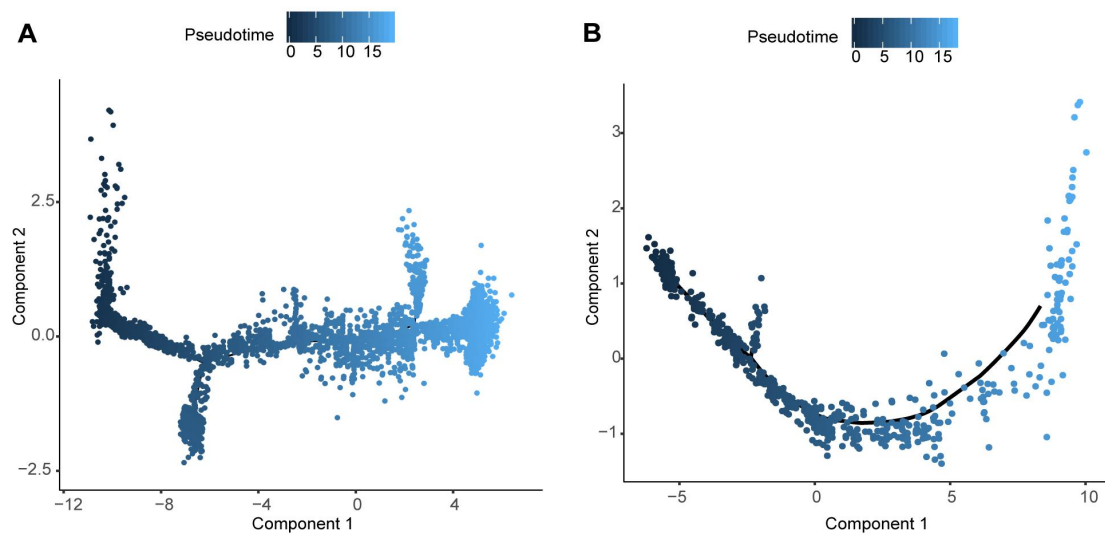 A
Pseudotime
0 5 10 15
Component 2
2.5
0.0
−2.5
−12 −8 −4 0 4
Component 1
B
Pseudotime
0 5 10 15
Component 2
3
2
1
0
−1
−5 0 5 10
Component 1